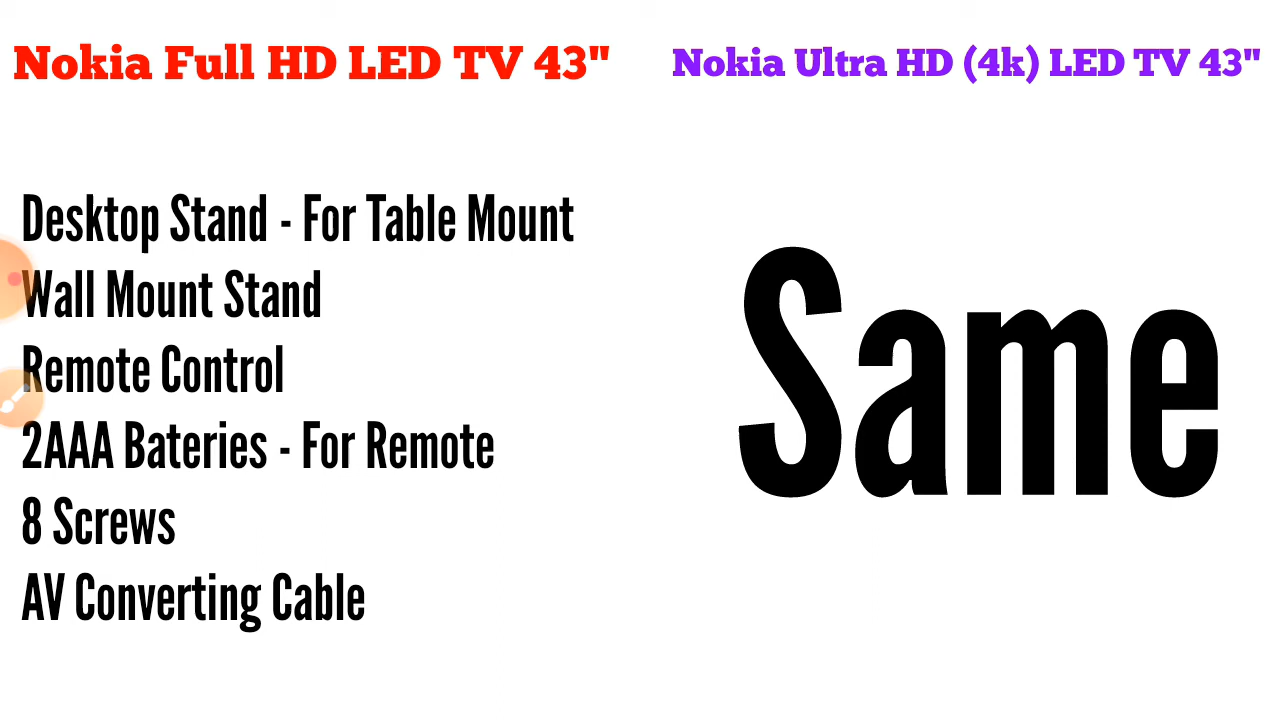 Nokia Full HD LED TV 43"
Nokia Ultra HD (4k) LED TV 43"
Desktop Stand - For Table Mount
Wall Mount Stand
Remote Control
2AAA Bateries - For Remote
8 Screws
AV Converting Cable
Same